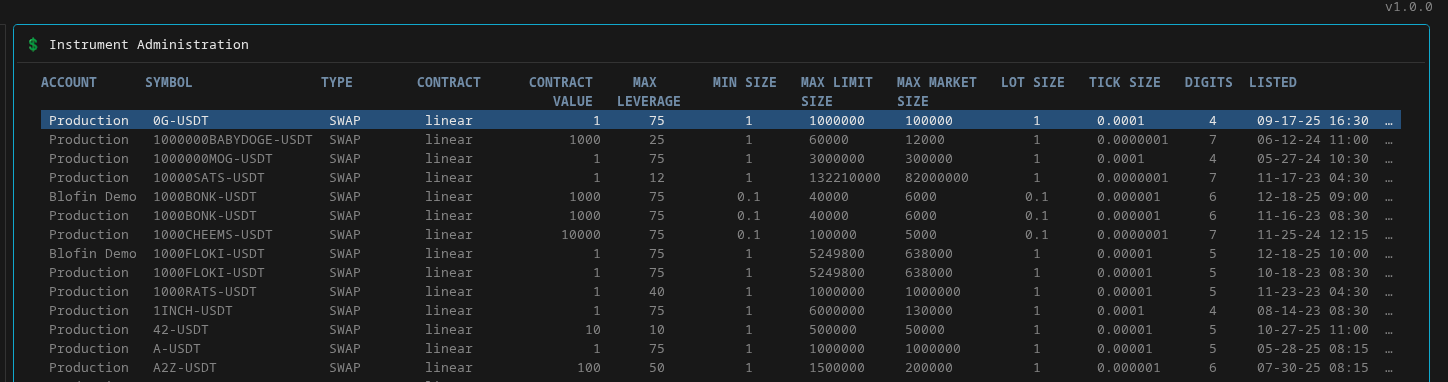 v1.0.0
💲 Instrument Administration
ACCOUNT SYMBOL TYPE CONTRACT CONTRACT VALUE MAX LEVERAGE MIN SIZE MAX LIMIT SIZE MAX MARKET SIZE LOT SIZE TICK SIZE DIGITS LISTED
Production 0G-USDT SWAP linear 1 75 1 1000000 100000 1 0.0001 4 09-17-25 16:30 …
Production 1000000BABYDOGE-USDT SWAP linear 1000 25 1 60000 12000 1 0.0000001 7 06-12-24 11:00 …
Production 1000000MOG-USDT SWAP linear 1 75 1 3000000 300000 1 0.0001 4 05-27-24 10:30 …
Production 10000SATS-USDT SWAP linear 1 12 1 132210000 82000000 1 0.0000001 7 11-17-23 04:30 …
Blofin Demo 1000BONK-USDT SWAP linear 1000 75 0.1 40000 6000 0.1 0.000001 6 12-18-25 09:00 …
Production 1000BONK-USDT SWAP linear 1000 75 0.1 40000 6000 0.1 0.000001 6 11-16-23 08:30 …
Production 1000CHEEMS-USDT SWAP linear 10000 75 0.1 100000 5000 0.1 0.0000001 7 11-25-24 12:15 …
Blofin Demo 1000FLOKI-USDT SWAP linear 1 75 1 5249800 638000 1 0.00001 5 12-18-25 10:00 …
Production 1000FLOKI-USDT SWAP linear 1 75 1 5249800 638000 1 0.00001 5 10-18-23 08:30 …
Production 1000RATS-USDT SWAP linear 1 40 1 1000000 1000000 1 0.00001 5 11-23-23 04:30 …
Production 1INCH-USDT SWAP linear 1 75 1 6000000 130000 1 0.0001 4 08-14-23 08:30 …
Production 42-USDT SWAP linear 10 10 1 500000 50000 1 0.00001 5 10-27-25 11:00 …
Production A-USDT SWAP linear 1 75 1 1000000 1000000 1 0.00001 5 05-28-25 08:15 …
Production A2Z-USDT SWAP linear 100 50 1 1500000 200000 1 0.000001 6 07-30-25 08:15 …